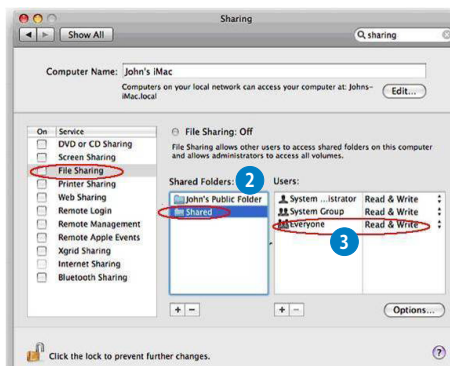 Sharing
Show All
sharing
Computer Name: John's iMac
Computers on your local network can access your computer at: Johns-
iMac.local
Edit...
On Service
DVD or CD Sharing
Screen Sharing
File Sharing
Printer Sharing
Web Sharing
Remote Login
Remote Management
Remote Apple Events
Xgrid Sharing
Internet Sharing
Bluetooth Sharing
File Sharing: Off
File Sharing allows other users to access shared folders on this computer
and allows administrators to access all volumes.
Shared Folders: 2
John's Public Folder
Shared
Users:
System ...istrator Read & Write
System Group Read & Write
Everyone Read & Write
3
+ -
+ -
Options...
Click the lock to prevent further changes.
?